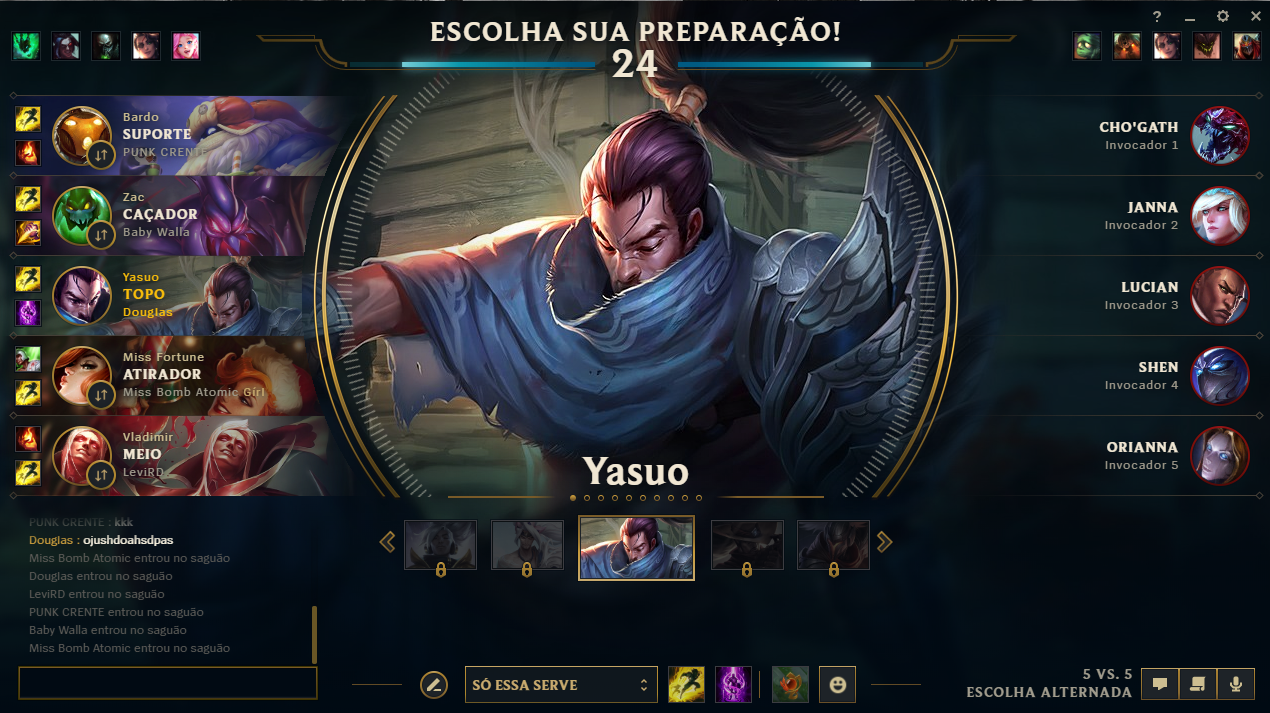 ESCOLHA SUA PREPARAÇÃO!
24
?
Bardo
SUPORTE
PUNK CRENTE
Zac
CAÇADOR
Baby Walla
Yasuo
TOPO
Douglas
Miss Fortune
ATIRADOR
Miss Bomb Atomic Girl
Vladimir
MEIO
LeviRD
CHO'GATH
Invocador 1
JANNA
Invocador 2
LUCIAN
Invocador 3
SHEN
Invocador 4
ORIANNA
Invocador 5
Yasuo
PUNK CRENTE : kkk
Douglas : ojushdoahsdpas
Miss Bomb Atomic entrou no saguão
Douglas entrou no saguão
LeviRD entrou no saguão
PUNK CRENTE entrou no saguão
Baby Walla entrou no saguão
Miss Bomb Atomic entrou no saguão
SÓ ESSA SERVE
5 VS. 5
ESCOLHA ALTERNADA